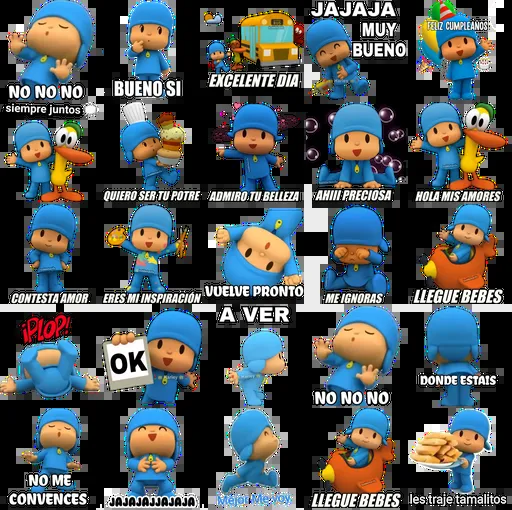 NO NO NO
BUENO SI
EXCELENTE DIA
JAJAJA
MUY
BUENO
FELIZ CUMPLEAÑOS
siempre juntos
QUIERO SER TU POTRE
ADMIRO TU BELLEZA
AHIII PRECIOSA
HOLA MIS AMORES
CONTESTA AMOR
ERES MI INSPIRACIÓN
VUELVE PRONTO
ME IGNORAS
LLEGUE BEBES
¡PLOP!
OK
A VER
NO NO NO
DONDE ESTAIS
NO ME
CONVENCES
JAJAJAJJAJAJA
Mejor Me voy
LLEGUE BEBES
les traje tamalitos